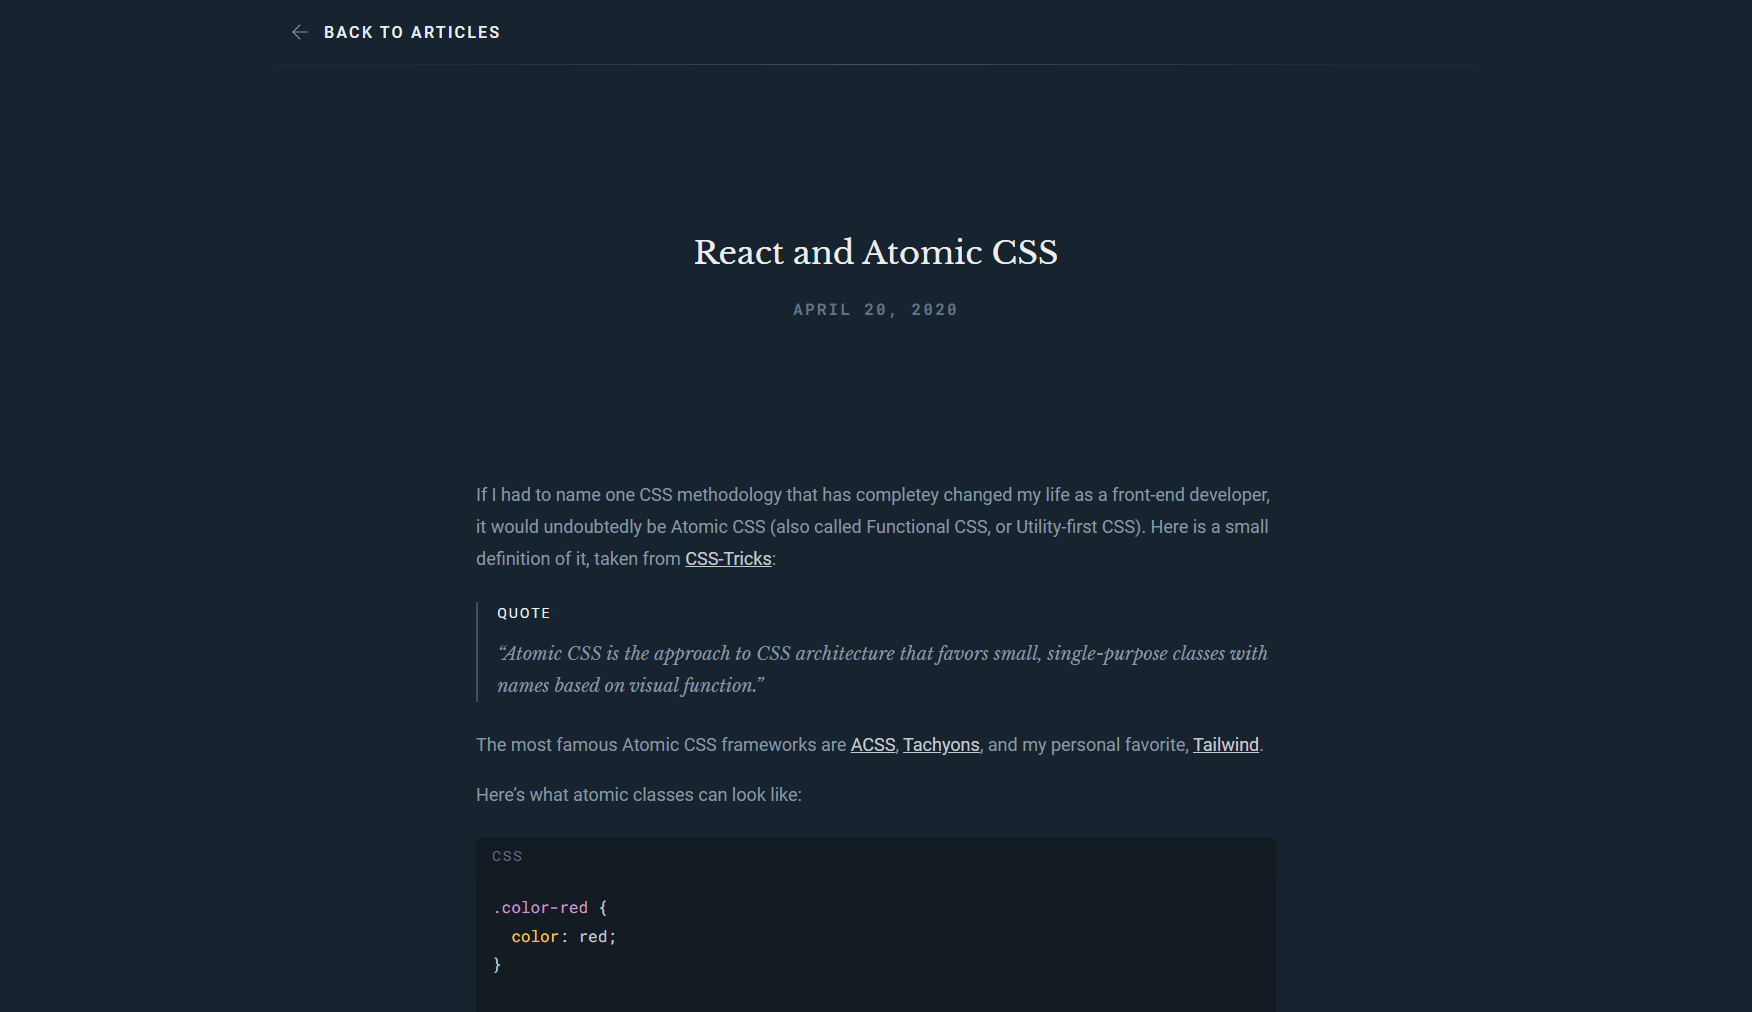 BACK TO ARTICLES
React and Atomic CSS
APRIL 20, 2020
If I had to name one CSS methodology that has completey changed my life as a front-end developer,
it would undoubtedly be Atomic CSS (also called Functional CSS, or Utility-first CSS). Here is a small
definition of it, taken from CSS-Tricks:
QUOTE
“Atomic CSS is the approach to CSS architecture that favors small, single-purpose classes with
names based on visual function.”
The most famous Atomic CSS frameworks are ACSS, Tachyons, and my personal favorite, Tailwind.
Here’s what atomic classes can look like:
CSS
.color-red {
  color: red;
}